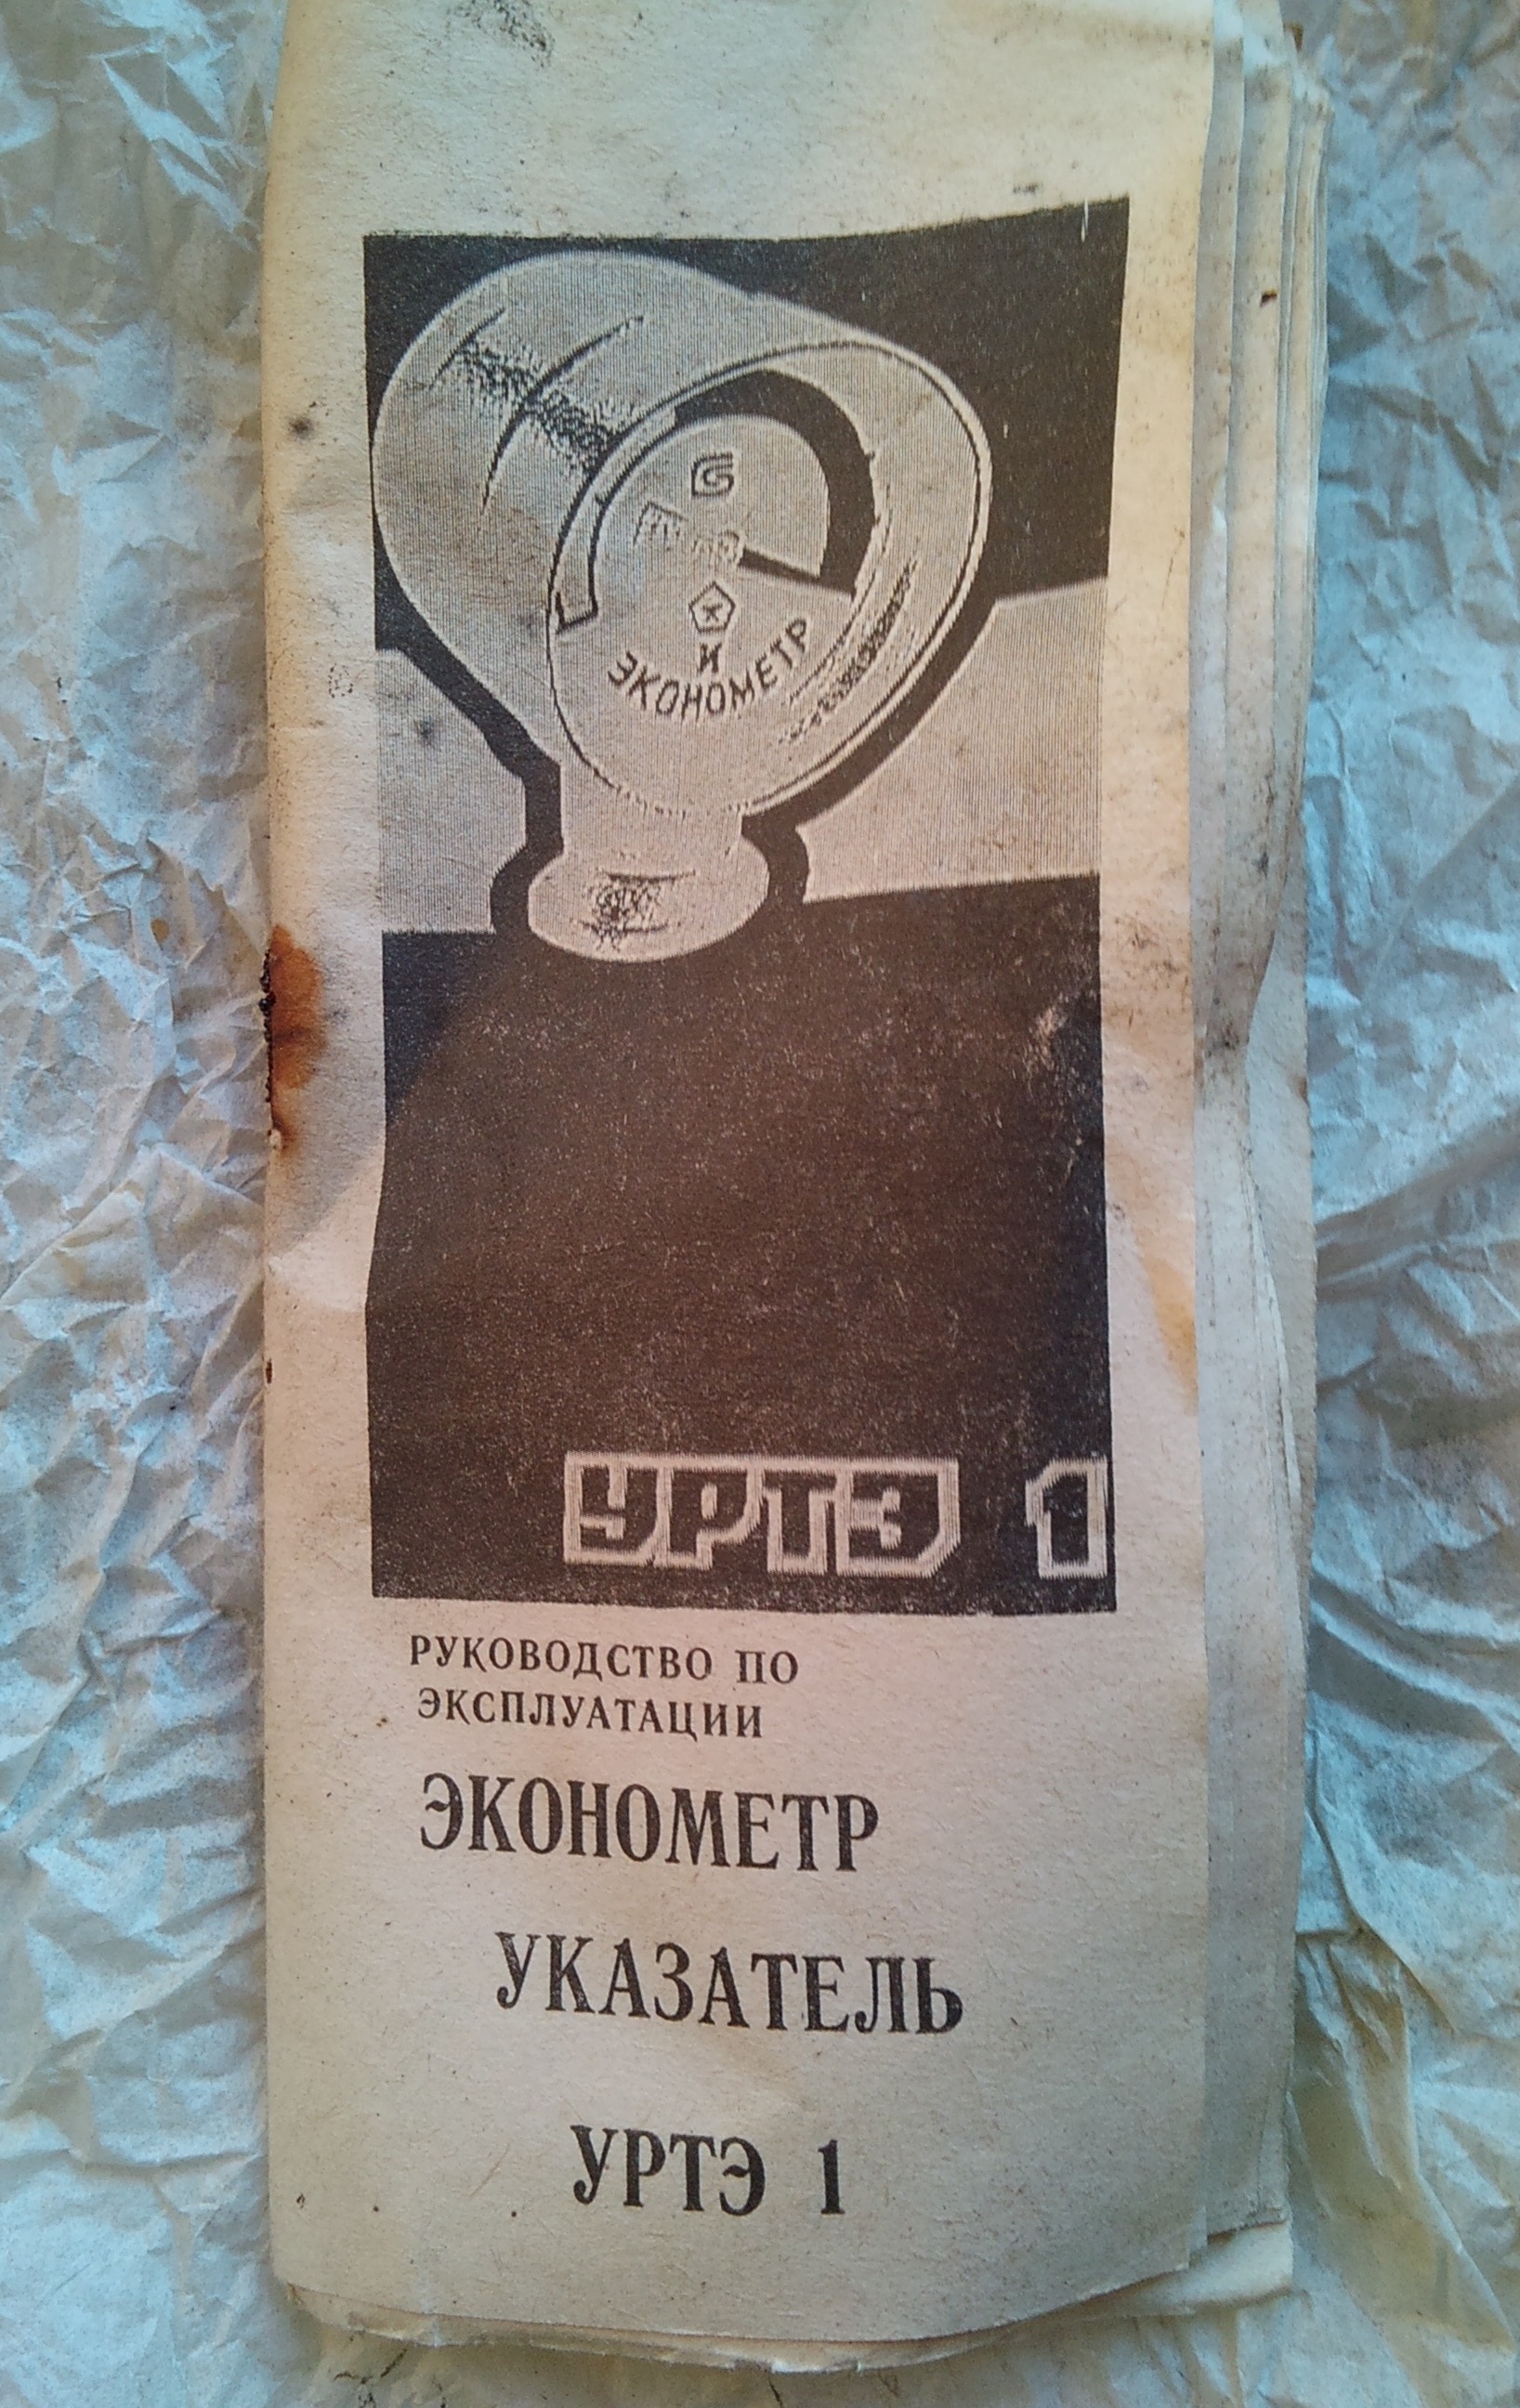 И
ЭКОНОМЕТР
УРТЭ 1
РУКОВОДСТВО ПО
ЭКСПЛУАТАЦИИ
ЭКОНОМЕТР
УКАЗАТЕЛЬ
УРТЭ 1